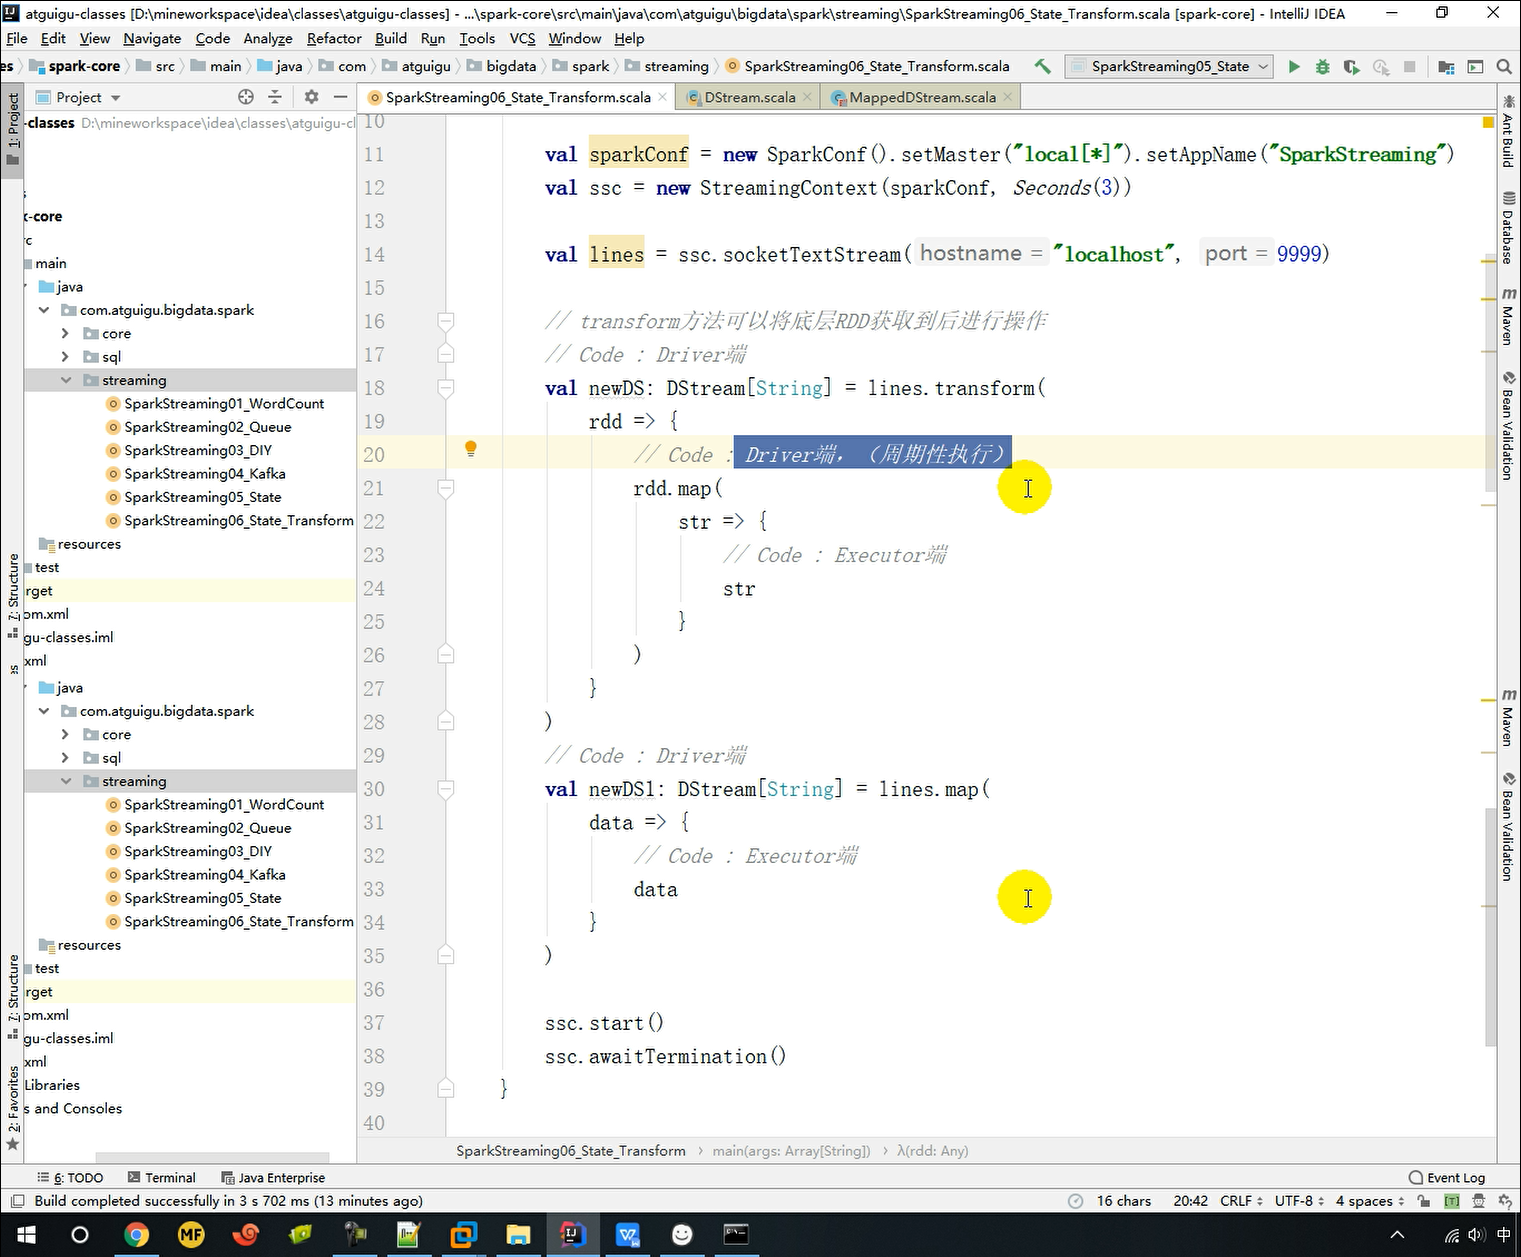 atguigu-classes [D:\mineworkspace\idea\classes\atguigu-classes] - ...\spark-core\src\main\java\com\atguigu\bigdata\spark\streaming\SparkStreaming06_State_Transform.scala [spark-core] - IntelliJ IDEA
File Edit View Navigate Code Analyze Refactor Build Run Tools VCS Window Help
es spark-core src main java com atguigu bigdata spark streaming SparkStreaming06_State_Transform.scala SparkStreaming05_State
Project
SparkStreaming06_State_Transform.scala DStream.scala MappedDStream.scala
-classes D:\mineworkspace\idea\classes\atguigu-cl
k-core
rc
main
java
com.atguigu.bigdata.spark
core
sql
streaming
SparkStreaming01_WordCount
SparkStreaming02_Queue
SparkStreaming03_DIY
SparkStreaming04_Kafka
SparkStreaming05_State
SparkStreaming06_State_Transform
resources
test
rget
om.xml
gu-classes.iml
xml
java
com.atguigu.bigdata.spark
core
sql
streaming
SparkStreaming01_WordCount
SparkStreaming02_Queue
SparkStreaming03_DIY
SparkStreaming04_Kafka
SparkStreaming05_State
SparkStreaming06_State_Transform
resources
test
rget
om.xml
gu-classes.iml
xml
Libraries
s and Consoles
1: Project
7: Structure
es
7: Structure
2: Favorites
10
11 val sparkConf = new SparkConf().setMaster("local[*]").setAppName("SparkStreaming")
12 val ssc = new StreamingContext(sparkConf, Seconds(3))
13
14 val lines = ssc.socketTextStream( hostname = "localhost", port = 9999)
15
16 // transform方法可以将底层RDD获取到后进行操作
17 // Code : Driver端
18 val newDS: DStream[String] = lines.transform(
19 rdd => {
20 // Code : Driver端，（周期性执行）
21 rdd.map(
22 str => {
23 // Code : Executor端
24 str
25 }
26 )
27 }
28 )
29 // Code : Driver端
30 val newDS1: DStream[String] = lines.map(
31 data => {
32 // Code : Executor端
33 data
34 }
35 )
36
37 ssc.start()
38 ssc.awaitTermination()
39 }
40
SparkStreaming06_State_Transform › main(args: Array[String]) › λ(rdd: Any)
Ant Build
Database
Maven
Bean Validation
Maven
Bean Validation
6: TODO Terminal Java Enterprise Event Log
Build completed successfully in 3 s 702 ms (13 minutes ago) 16 chars 20:42 CRLF UTF-8 4 spaces
中